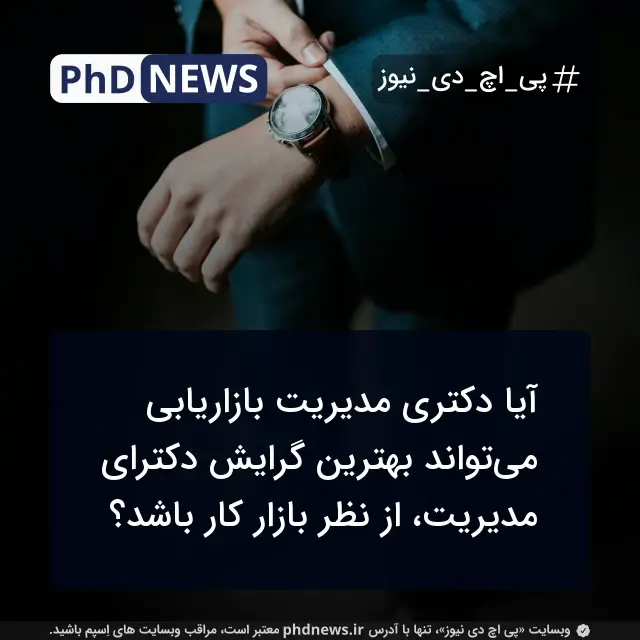 PhD NEWS
#پی_اچ_دی_نیوز
آیا دکتری مدیریت بازاریابی
می‌تواند بهترین گرایش دکترای
مدیریت، از نظر بازار کار باشد؟
وبسایت «پی اچ دی نیوز»، تنها با آدرس phdnews.ir معتبر است، مراقب وبسایت های اِسپم باشید.